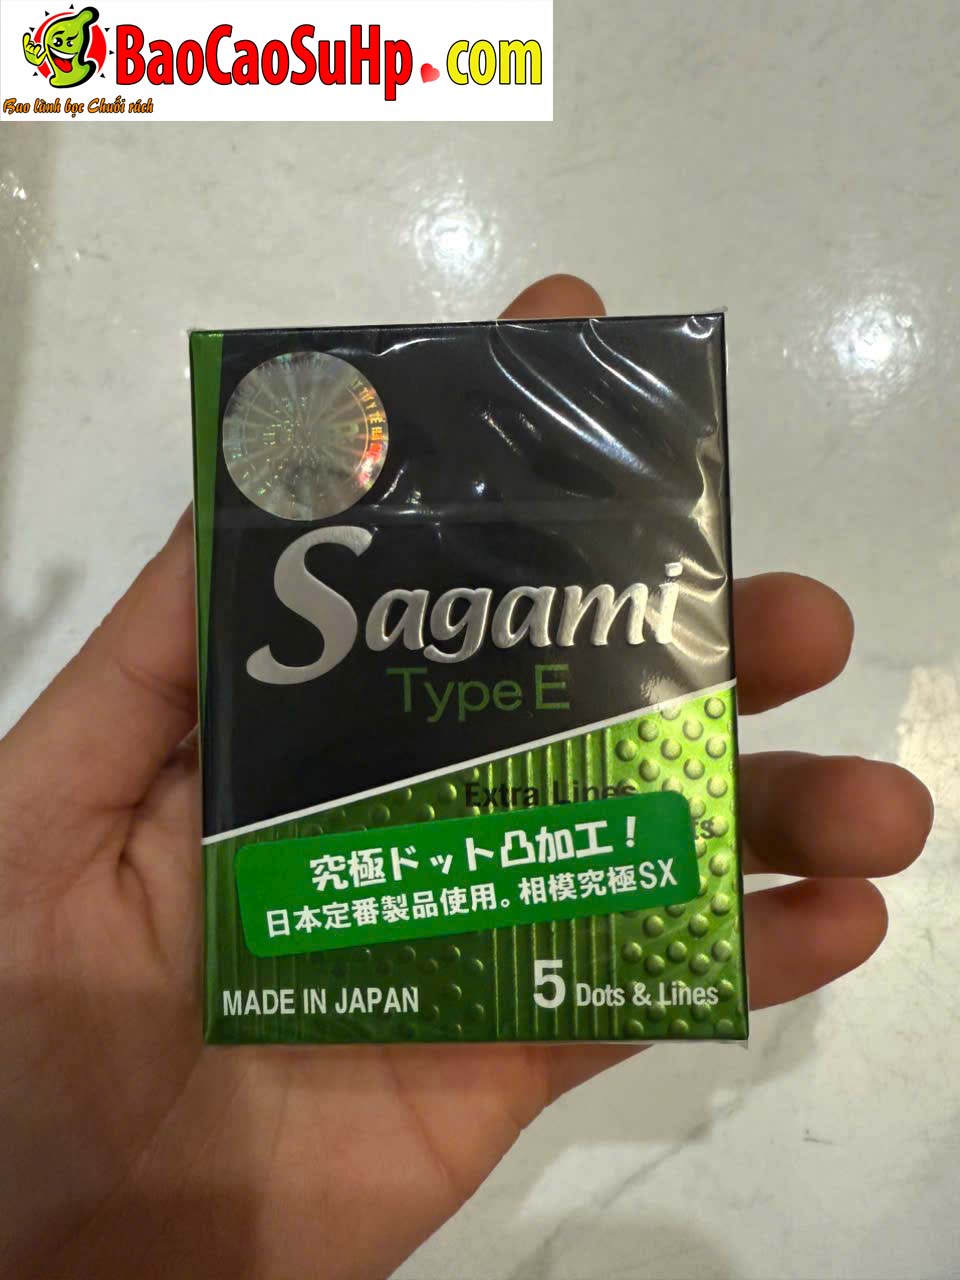 BaoCaoSuHp.com
Bao lãnh bọc Chuối rách
Sagami
Type E
Extra Lines
究極ドット凸加工！
日本定番製品使用。相模究極SX
MADE IN JAPAN
5 Dots & Lines